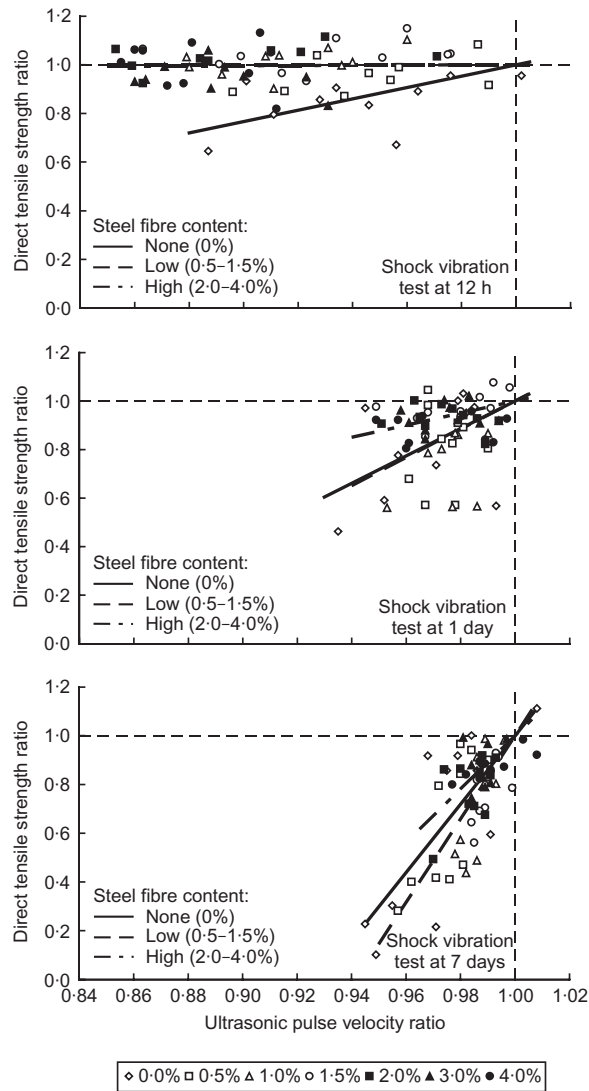 Direct tensile strength ratio
1·2
1·0
0·8
0·6
0·4
0·2
0·0
Steel fibre content:
None (0%)
Low (0·5–1·5%)
High (2·0–4·0%)
Shock vibration
test at 12 h
Direct tensile strength ratio
1·2
1·0
0·8
0·6
0·4
0·2
0·0
Steel fibre content:
None (0%)
Low (0·5–1·5%)
High (2·0–4·0%)
Shock vibration
test at 1 day
Direct tensile strength ratio
1·2
1·0
0·8
0·6
0·4
0·2
0·0
Steel fibre content:
None (0%)
Low (0·5–1·5%)
High (2·0–4·0%)
Shock vibration
test at 7 days
0·84 0·86 0·88 0·90 0·92 0·94 0·96 0·98 1·00 1·02
Ultrasonic pulse velocity ratio
0·0% 0·5% 1·0% 1·5% 2·0% 3·0% 4·0%